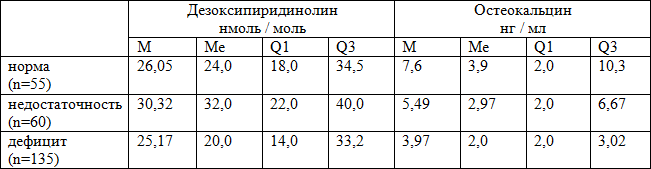 Дезоксипиридинолин Остеокальцин
нмоль / моль нг / мл
M Me Q1 Q3 M Me Q1 Q3
норма 26,05 24,0 18,0 34,5 7,6 3,9 2,0 10,3
(n=55)
недостаточность 30,32 32,0 22,0 40,0 5,49 2,97 2,0 6,67
(n=60)
дефицит 25,17 20,0 14,0 33,2 3,97 2,0 2,0 3,02
(n=135)